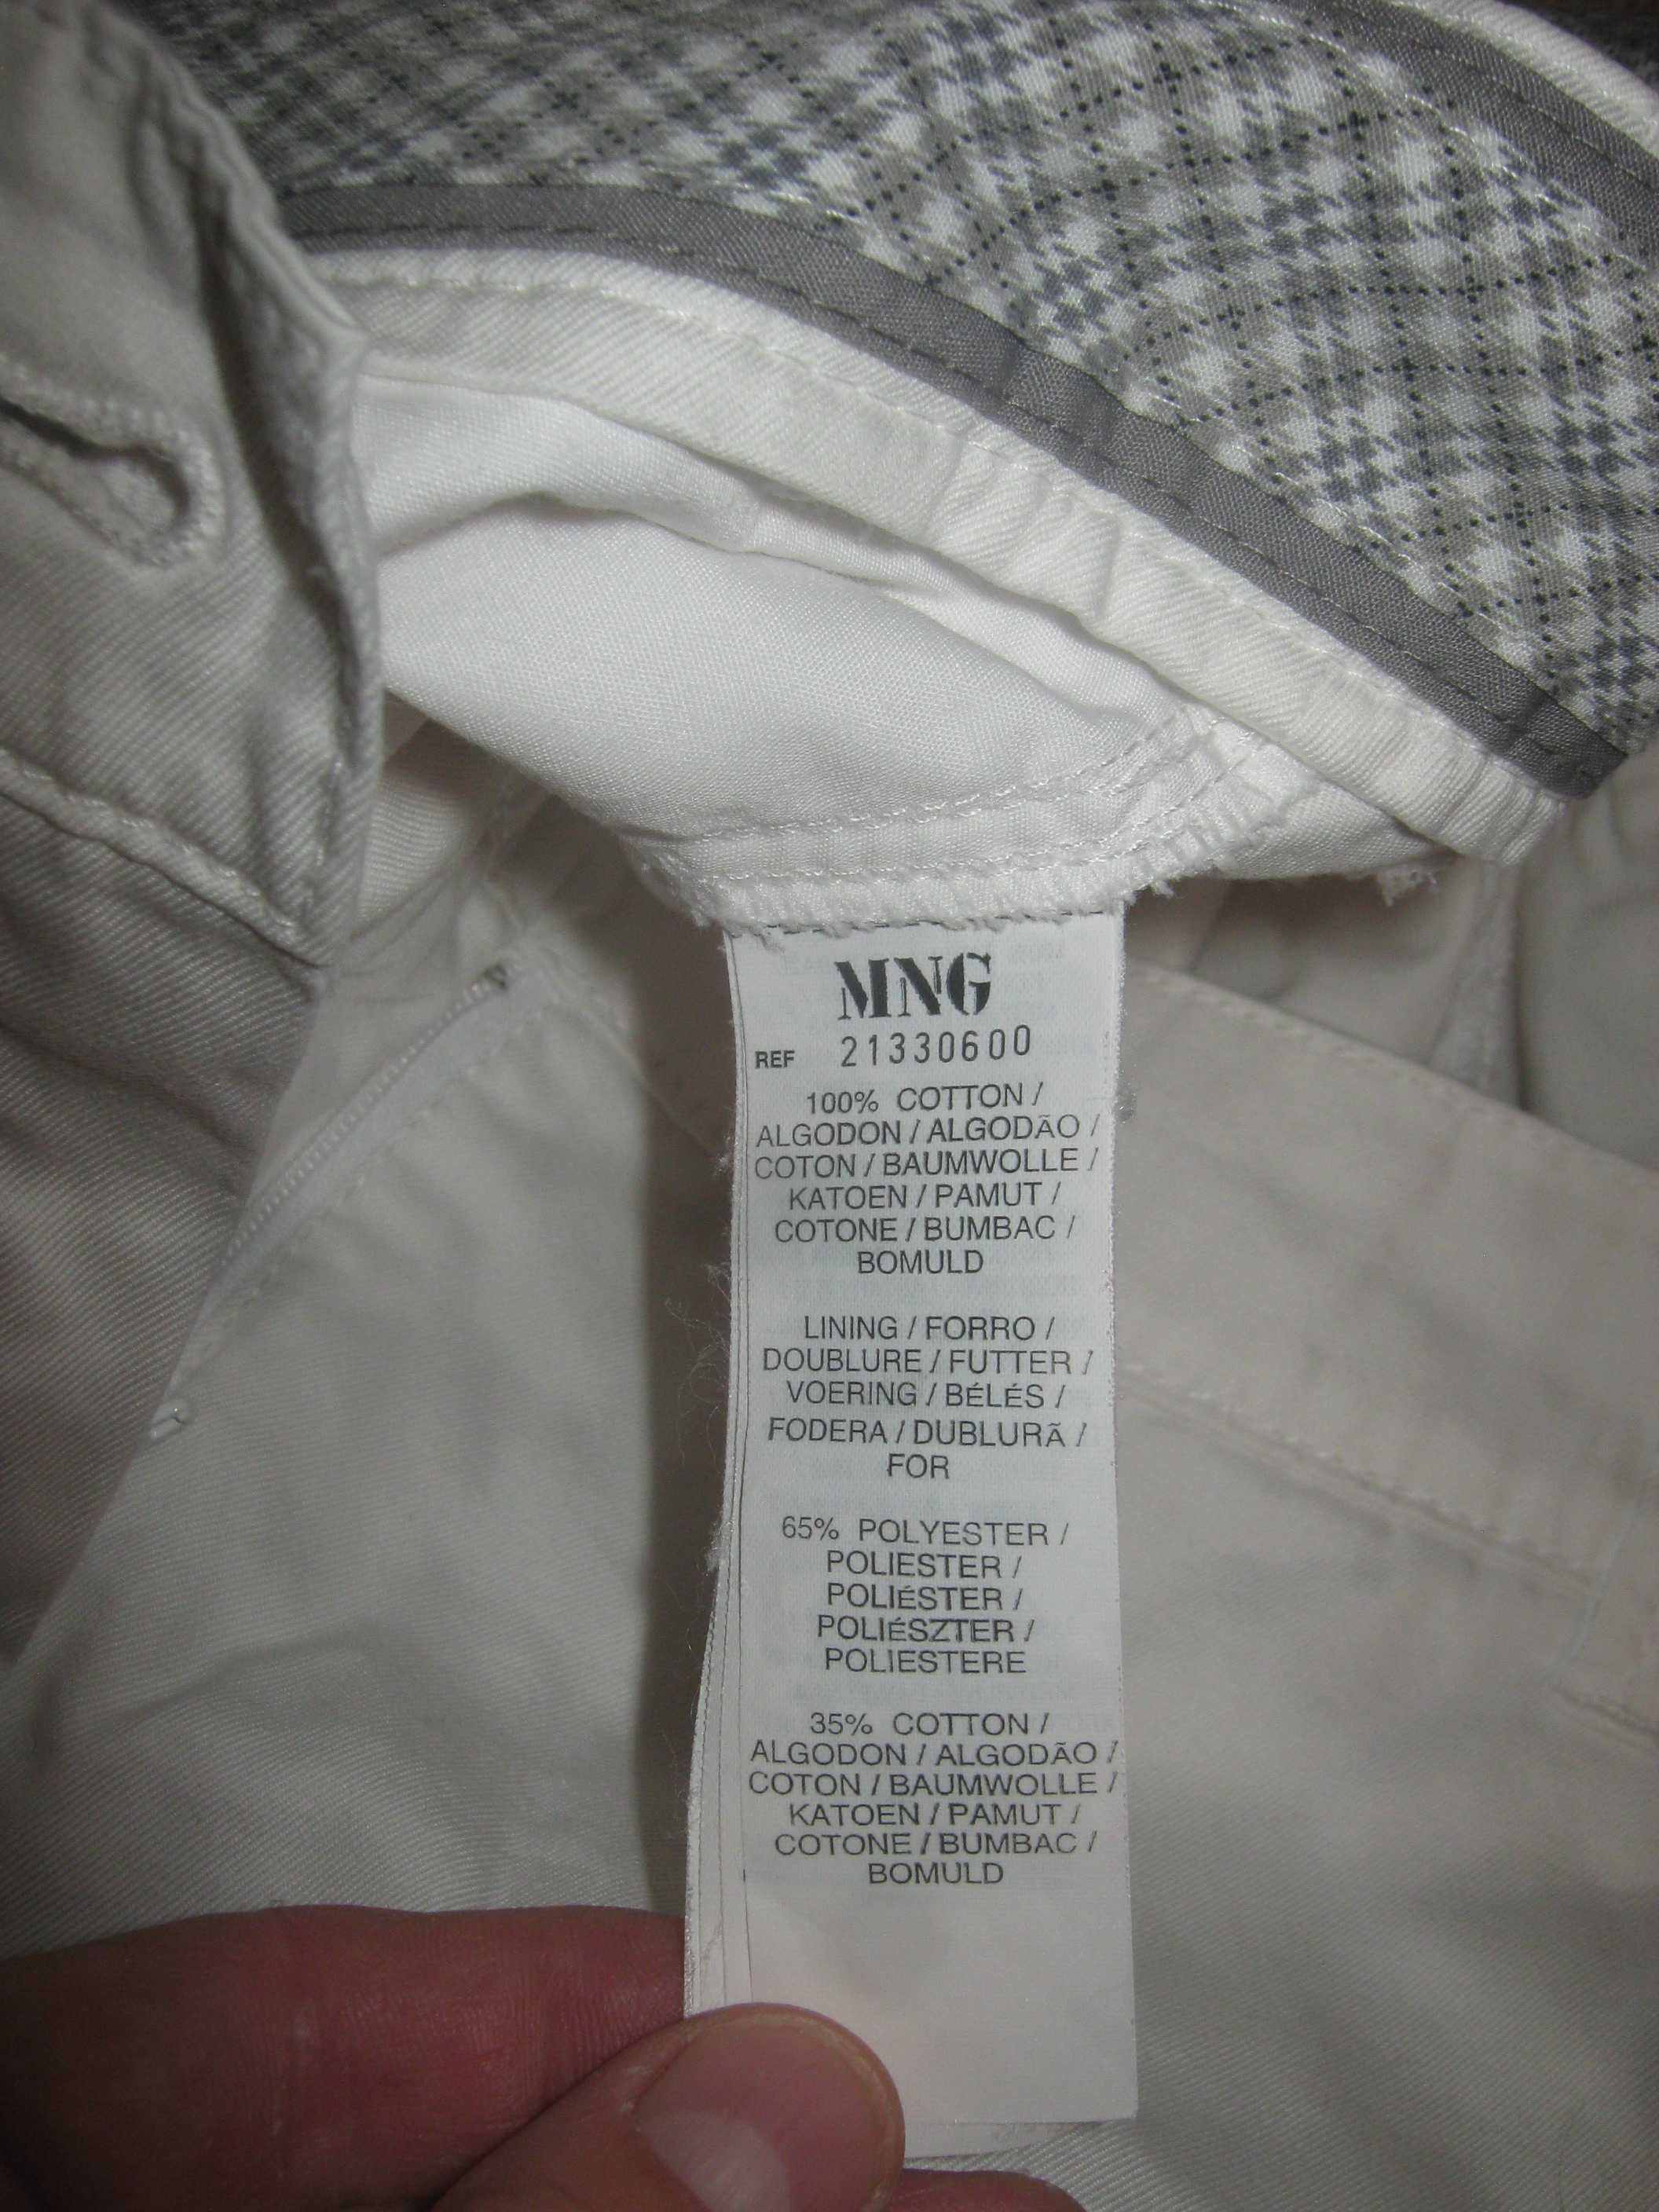 MNG
REF 21330600
100% COTTON /
ALGODON / ALGODÃO /
COTON / BAUMWOLLE /
KATOEN / PAMUT /
COTONE / BUMBAC /
BOMULD
LINING / FORRO /
DOUBLURE / FUTTER /
VOERING / BÉLÉS /
FODERA / DUBLURÃ /
FOR
65% POLYESTER /
POLIESTER /
POLIÉSTER /
POLIÉSZTER /
POLIESTERE
35% COTTON /
ALGODON / ALGODÃO /
COTON / BAUMWOLLE /
KATOEN / PAMUT /
COTONE / BUMBAC /
BOMULD